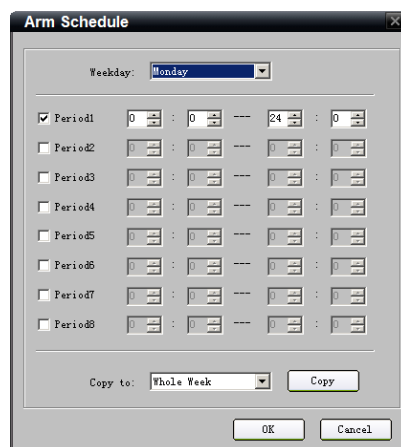 Arm Schedule
Weekday: Monday
Period1 0 : 0 --- 24 : 0
Period2 0 : 0 --- 0 : 0
Period3 0 : 0 --- 0 : 0
Period4 0 : 0 --- 0 : 0
Period5 0 : 0 --- 0 : 0
Period6 0 : 0 --- 0 : 0
Period7 0 : 0 --- 0 : 0
Period8 0 : 0 --- 0 : 0
Copy to: Whole Week Copy
OK Cancel